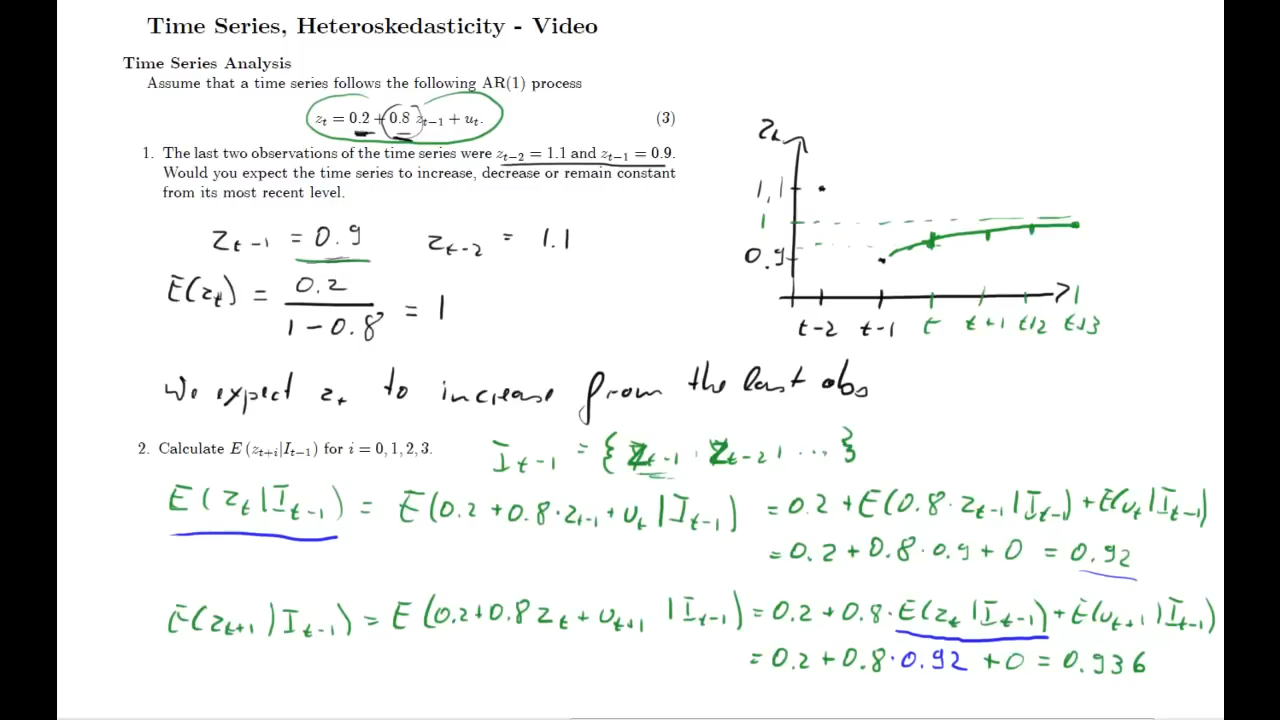 Time Series, Heteroskedasticity - Video
Time Series Analysis
Assume that a time series follows the following AR(1) process
z_t = 0.2 + 0.8 z_{t−1} + u_t. (3)
1. The last two observations of the time series were z_{t−2} = 1.1 and z_{t−1} = 0.9.
Would you expect the time series to increase, decrease or remain constant
from its most recent level.
z_{t-1} = 0.9 z_{t-2} = 1.1
E(z_t) = 0.2 / (1 - 0.8) = 1
We expect z_t to increase from the last obs
z_t
1,1
1
0.9
t-2 t-1 t t+1 t+2 t+3
2. Calculate E (z_{t+i}|I_{t−1}) for i = 0, 1, 2, 3.
I_{t-1} = {z_{t-1}, z_{t-2}, ...}
E(z_t|I_{t-1}) = E(0.2 + 0.8·z_{t-1} + u_t |I_{t-1}) = 0.2 + E(0.8·z_{t-1}|I_{t-1}) + E(u_t|I_{t-1})
= 0.2 + 0.8·0.9 + 0 = 0.92
E(z_{t+1}|I_{t-1}) = E(0.2+0.8 z_t + u_{t+1} |I_{t-1}) = 0.2 + 0.8·E(z_t|I_{t-1}) + E(u_{t+1}|I_{t-1})
= 0.2 + 0.8·0.92 + 0 = 0.936